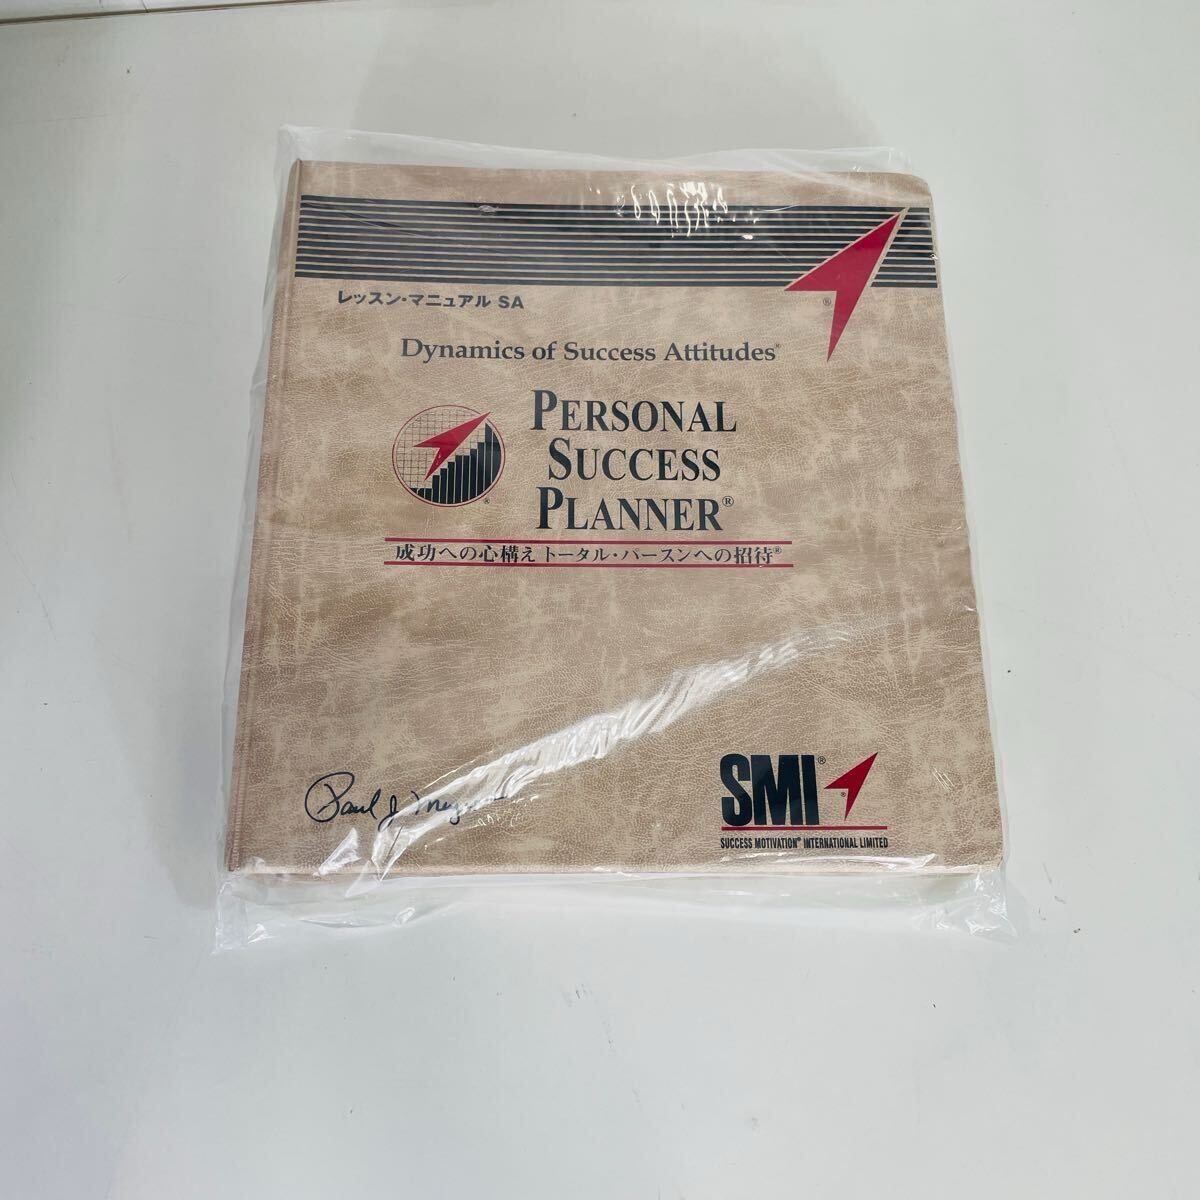 レッスン・マニュアル SA
Dynamics of Success Attitudes®
PERSONAL
SUCCESS
PLANNER®
成功への心構え トータル・パースンへの招待®
Paul J. Meyer
SMI®
SUCCESS MOTIVATION® INTERNATIONAL LIMITED